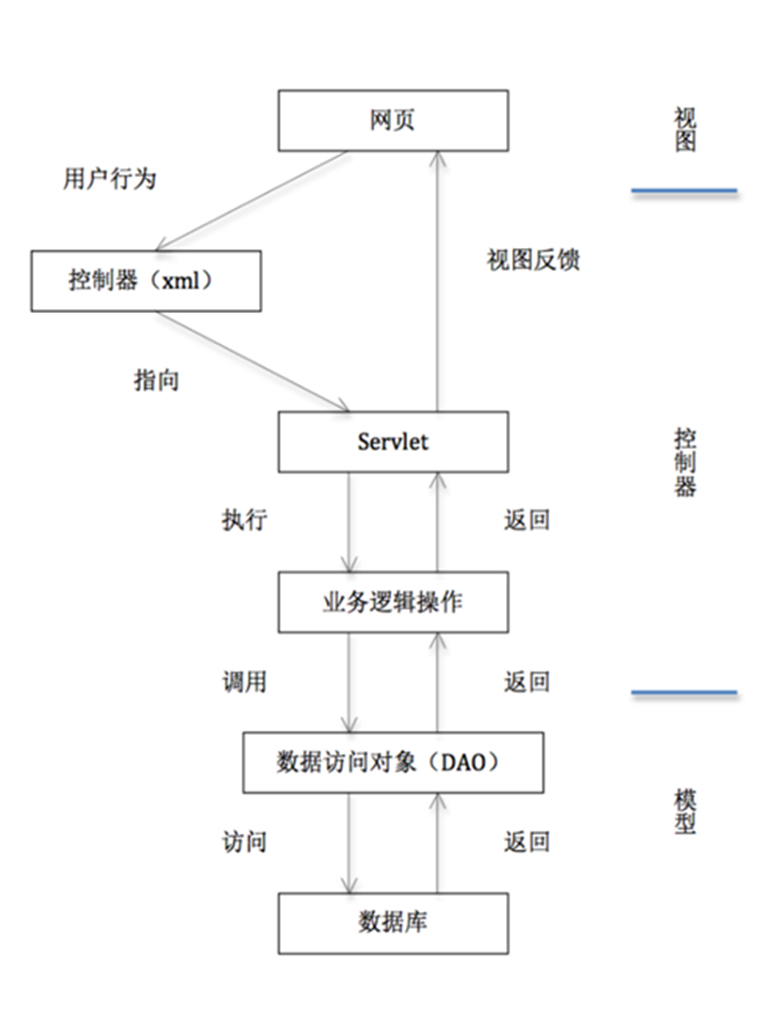 网页
视图
用户行为
视图反馈
控制器（xml）
指向
Servlet
控制器
执行
返回
业务逻辑操作
调用
返回
数据访问对象（DAO）
模型
访问
返回
数据库